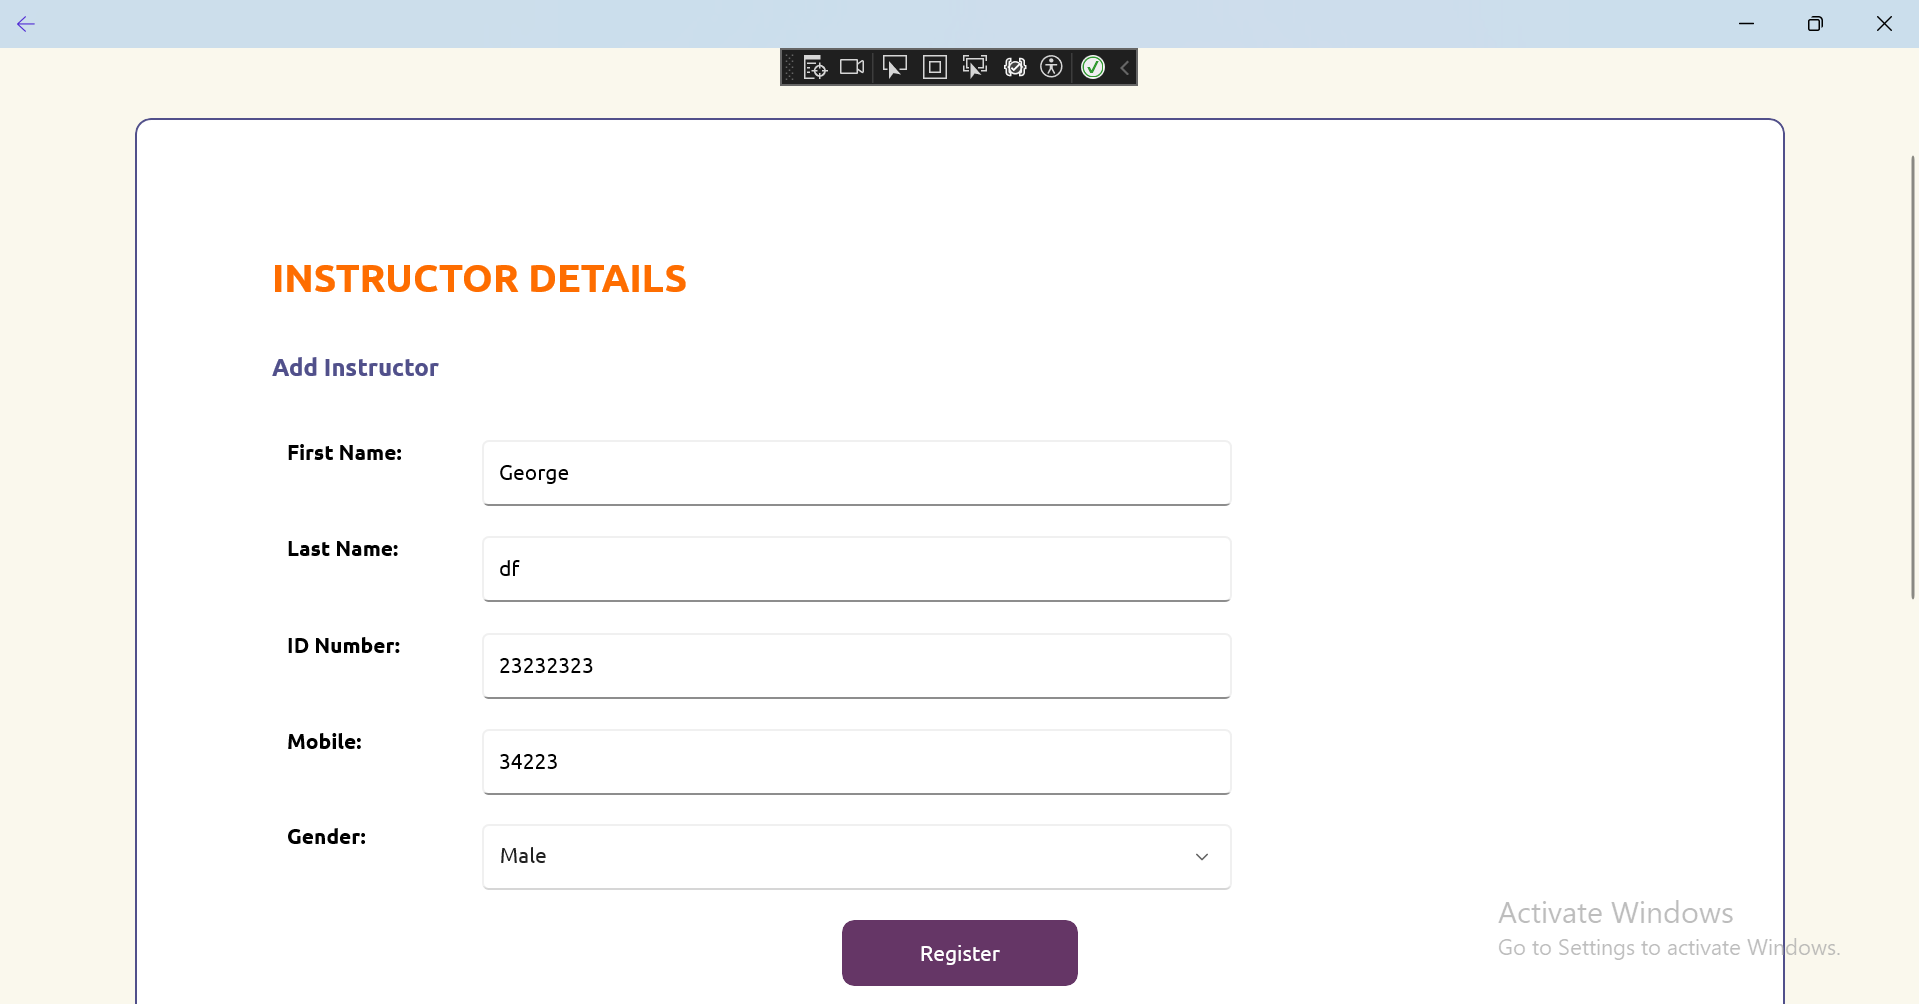 INSTRUCTOR DETAILS
Add Instructor
First Name:
George
Last Name:
df
ID Number:
23232323
Mobile:
34223
Gender:
Male
Register
Activate Windows
Go to Settings to activate Windows.